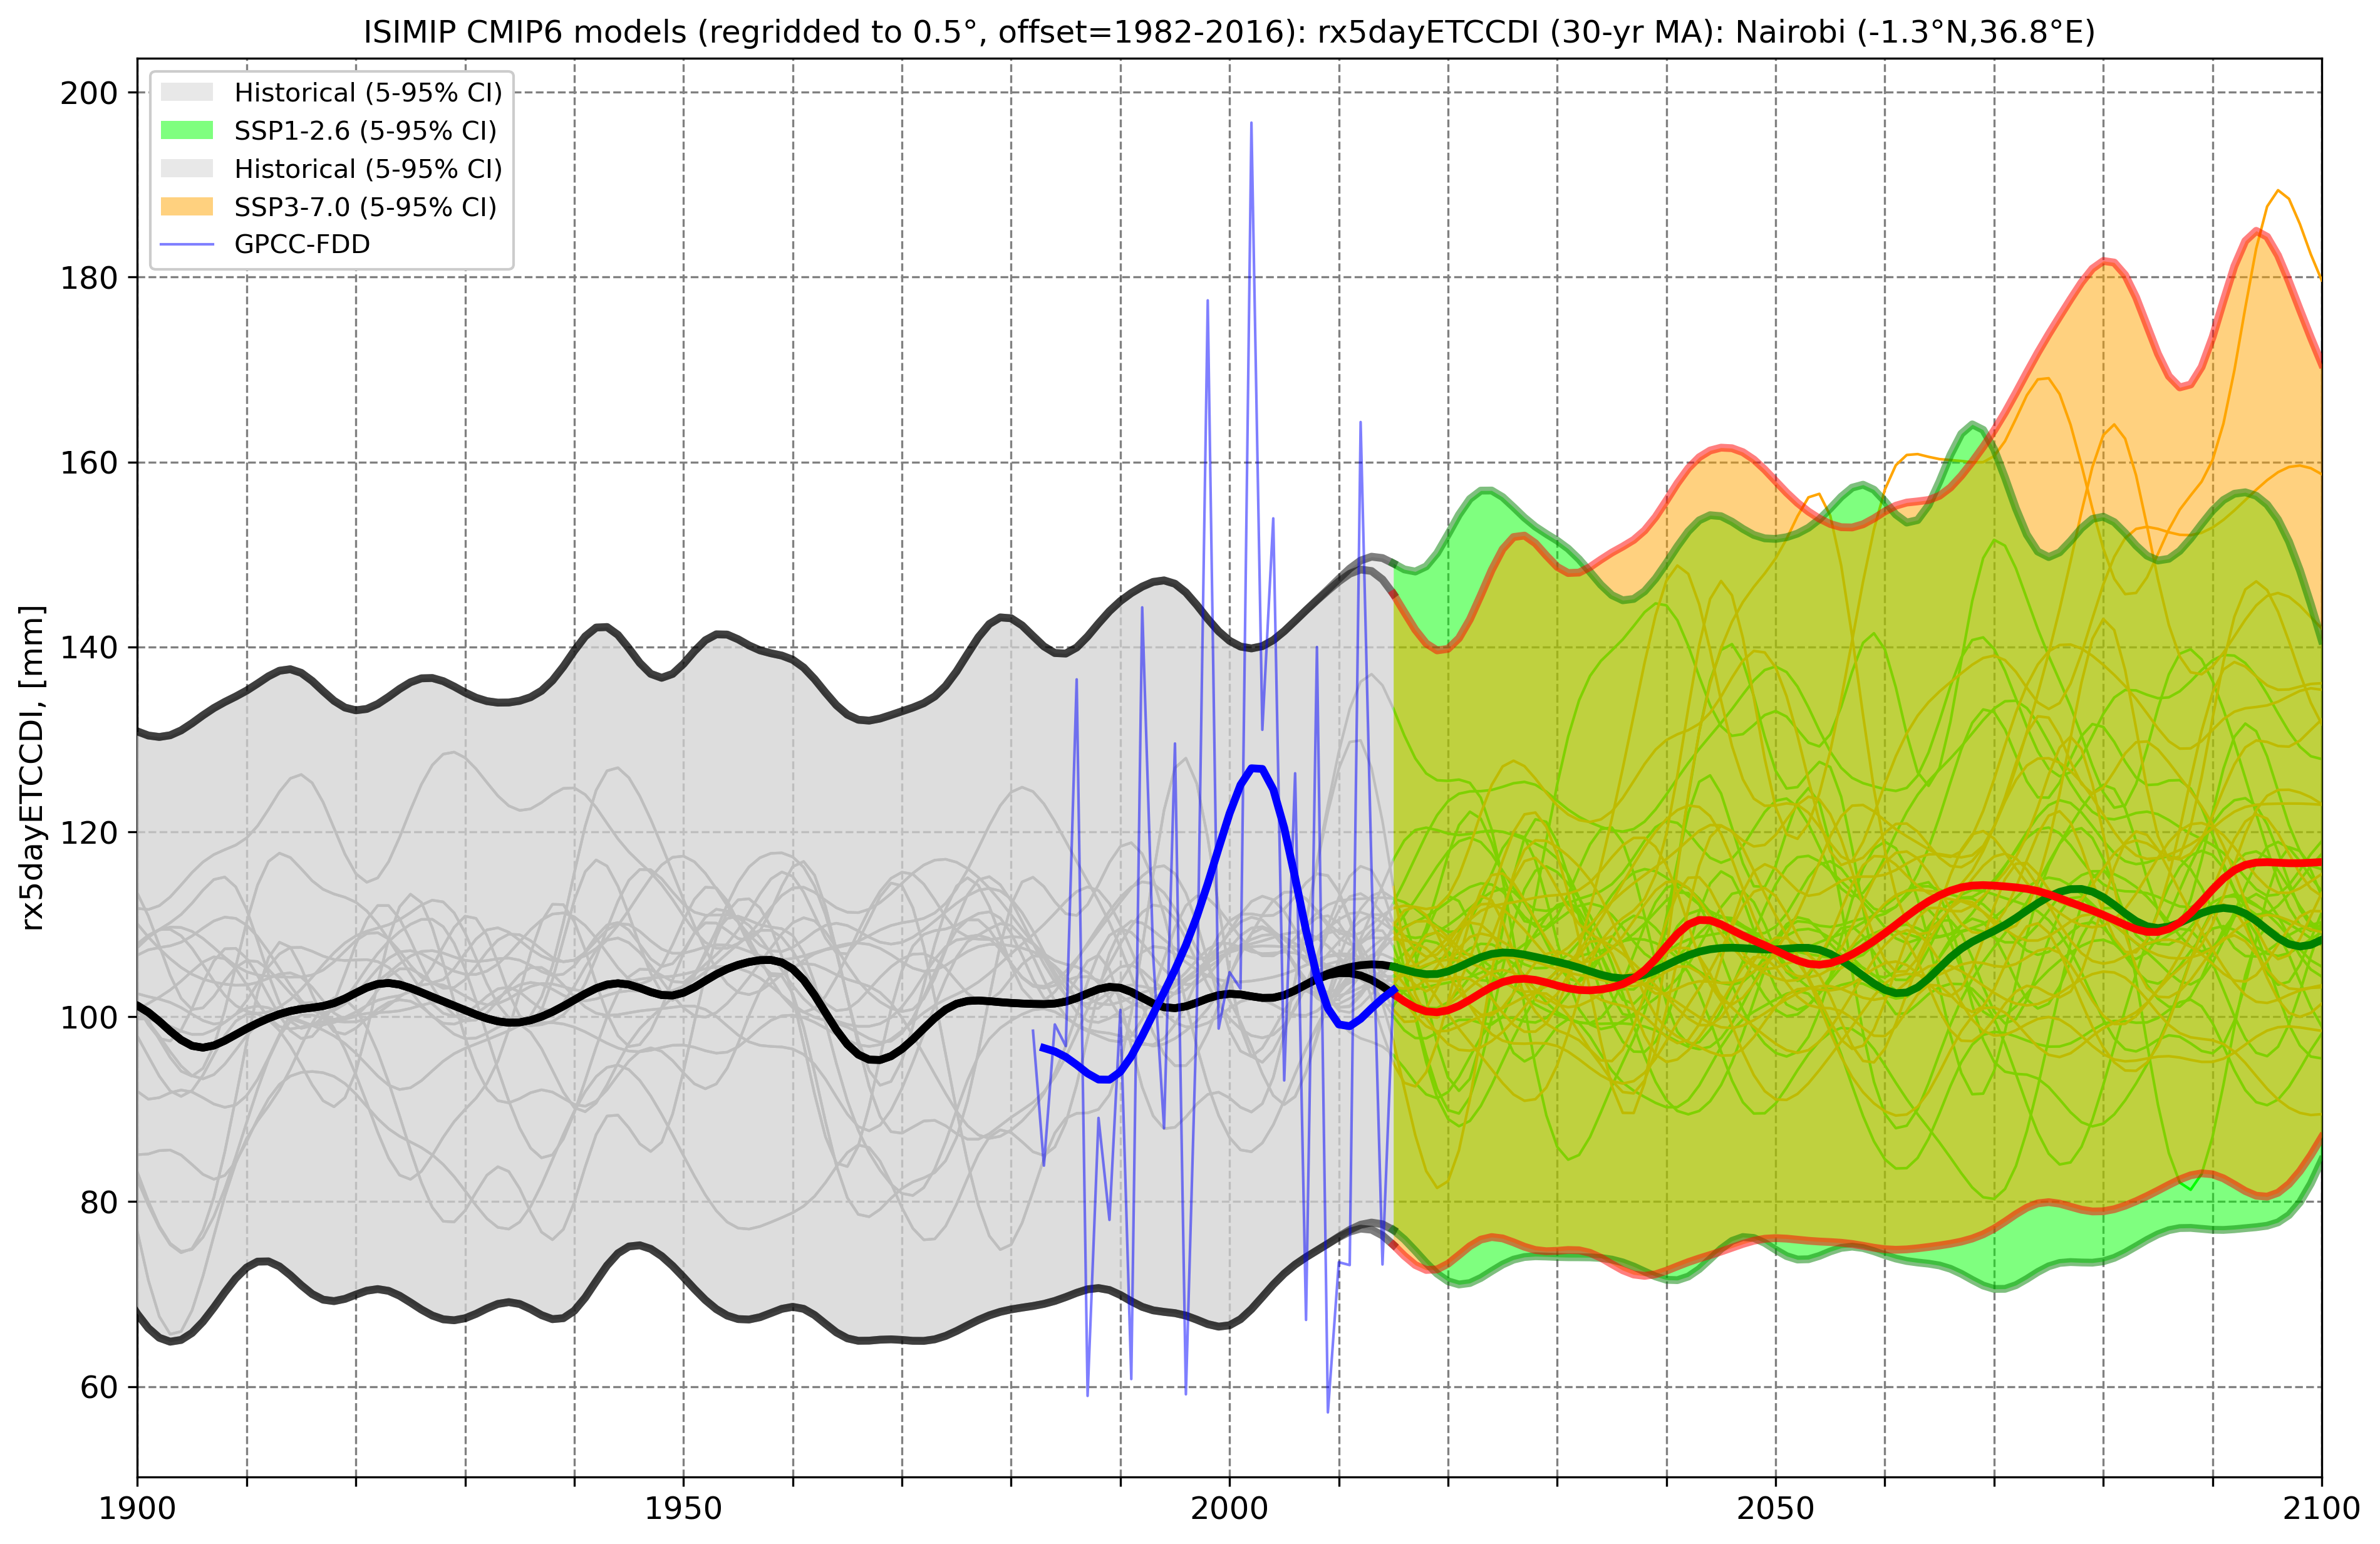 ISIMIP CMIP6 models (regridded to 0.5°, offset=1982-2016): rx5dayETCCDI (30-yr MA): Nairobi (-1.3°N,36.8°E)
Historical (5-95% CI)
SSP1-2.6 (5-95% CI)
Historical (5-95% CI)
SSP3-7.0 (5-95% CI)
GPCC-FDD
rx5dayETCCDI, [mm]
200
180
160
140
120
100
80
60
1900 1950 2000 2050 2100